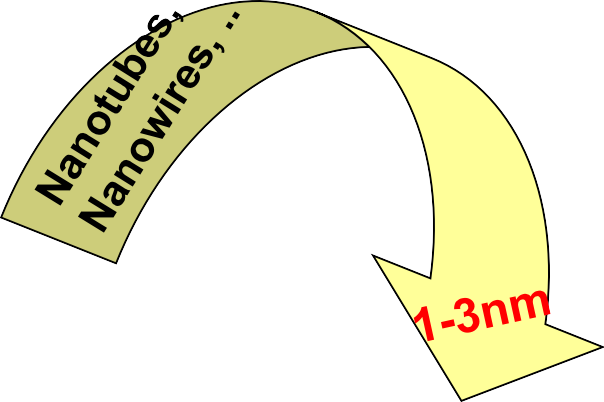 Nanotubes,
Nanowires, ..
1-3nm